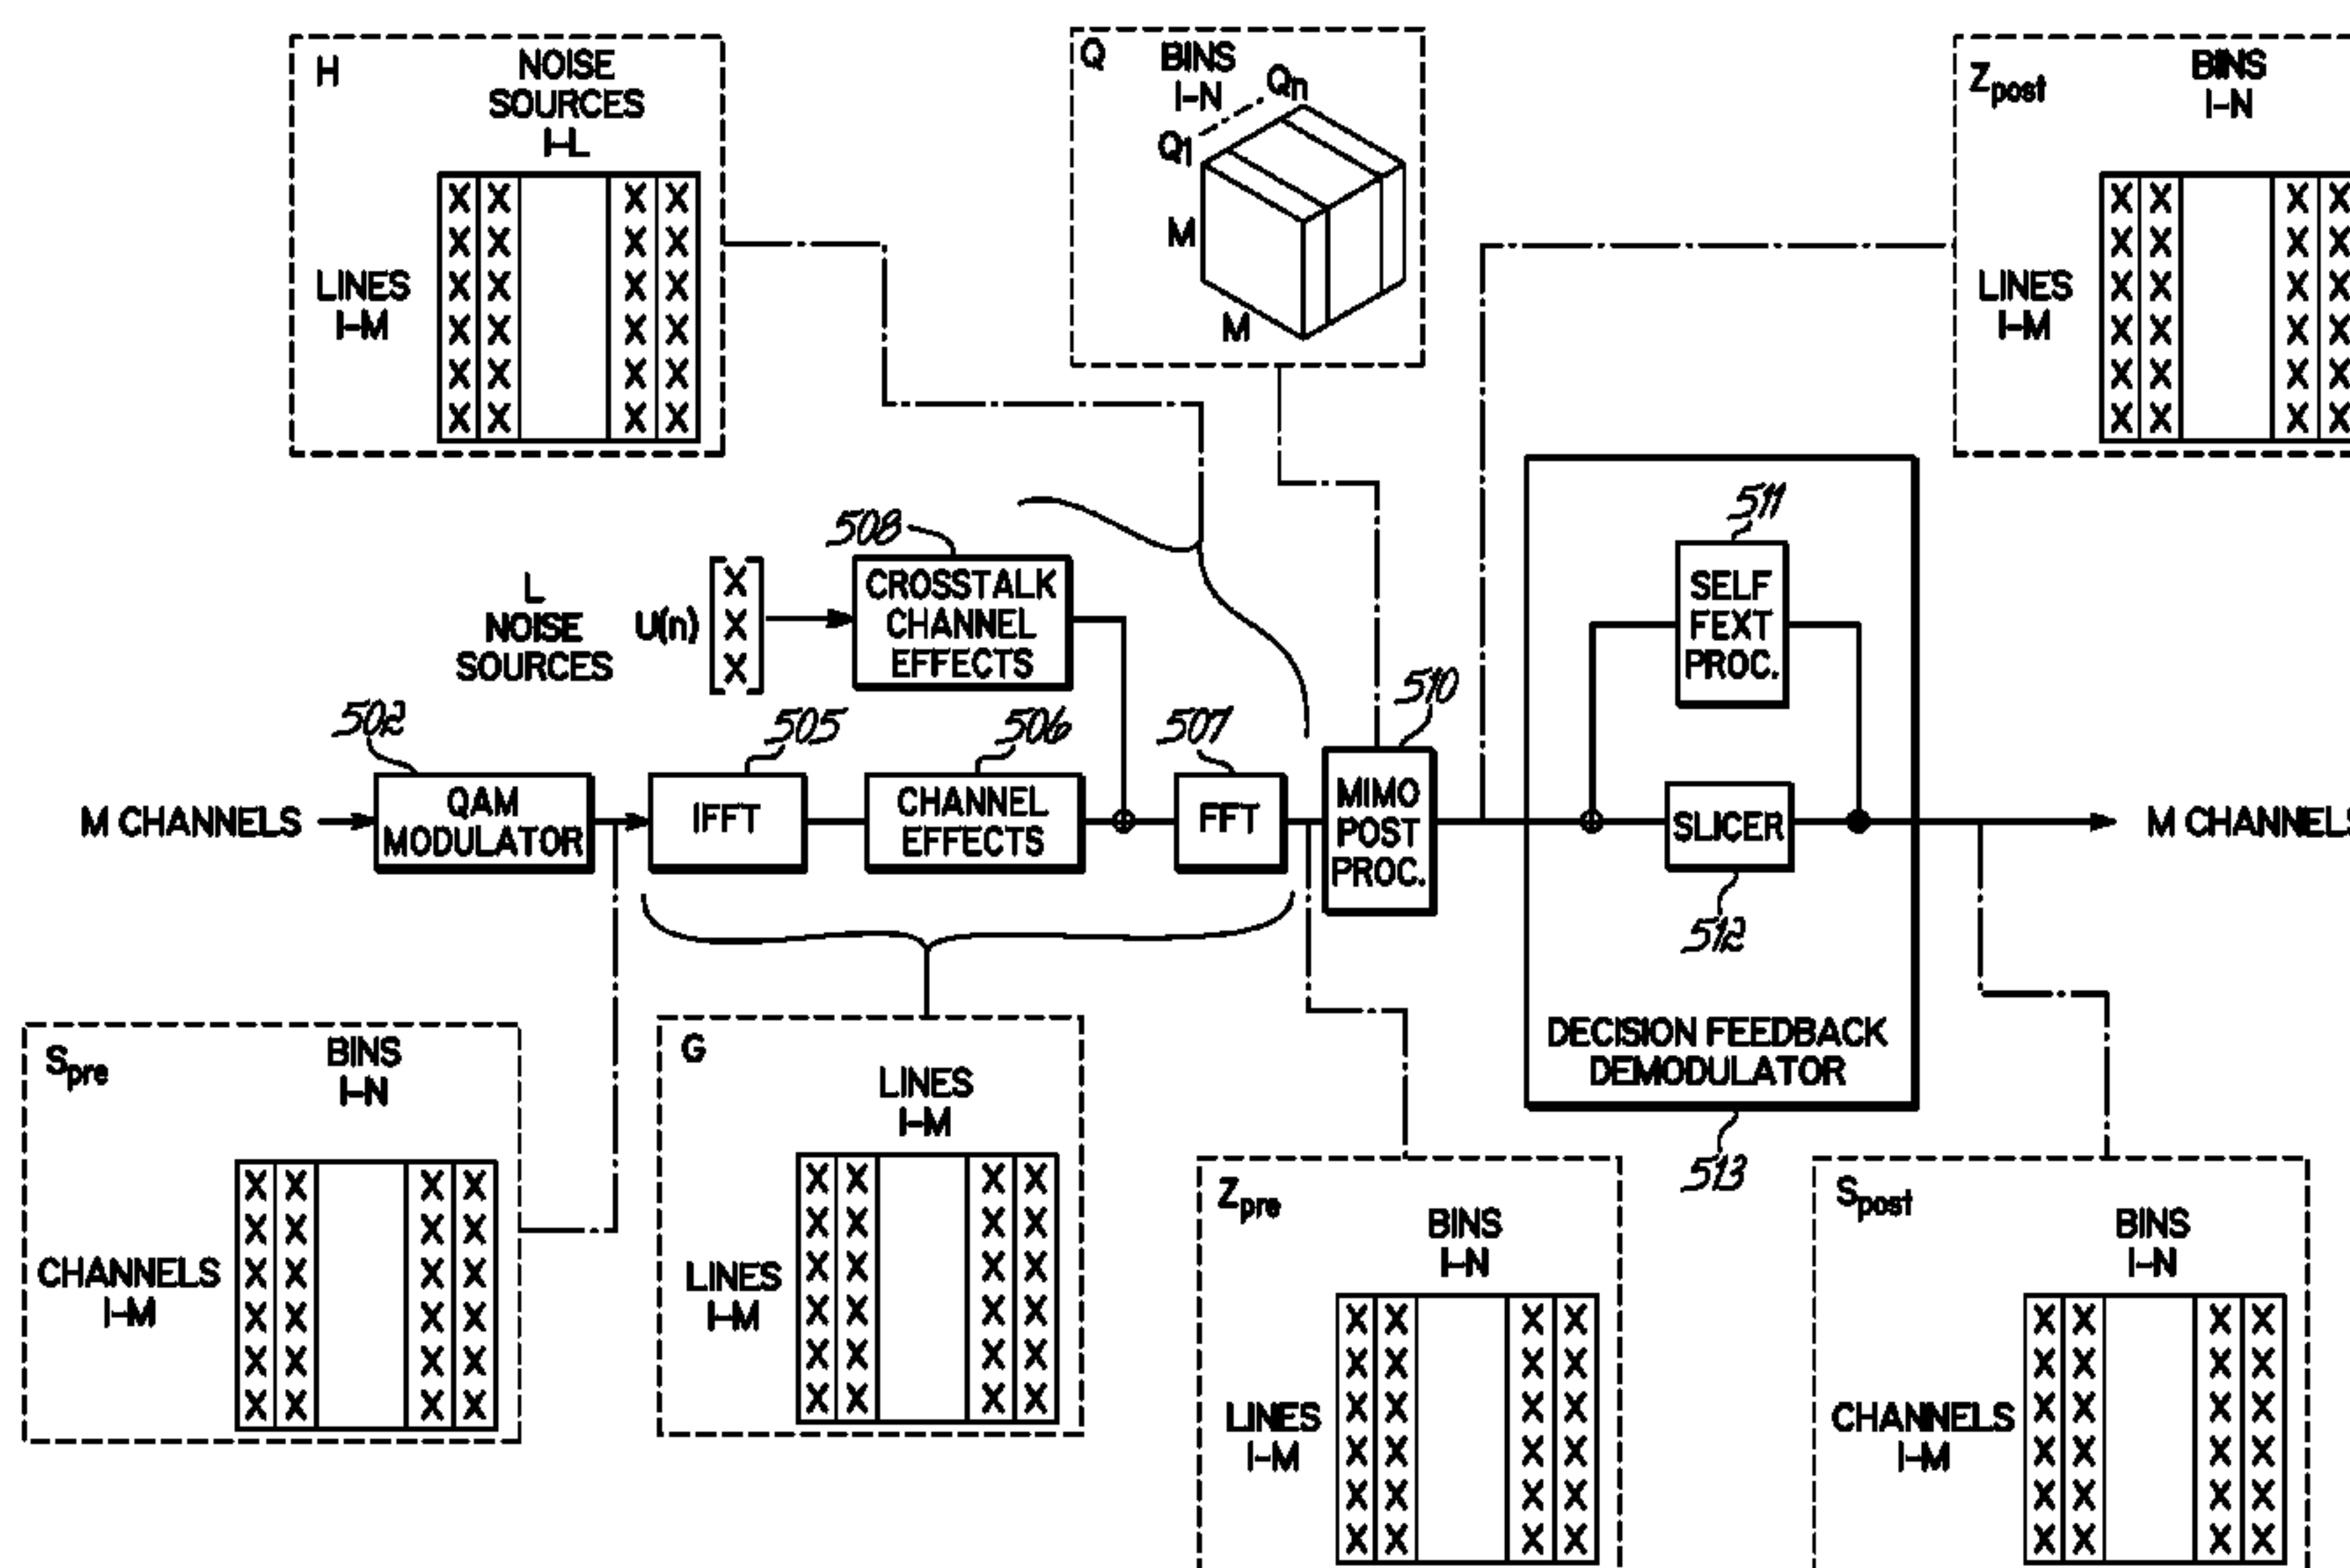 H
NOISE
SOURCES
I-L
LINES
I-M
X X X X
X X X X
X X X X
X X X X
X X X X
X X X X
Q
BINS
I-N
Q1
Qn
M
M
Zpost
BINS
I-N
LINES
I-M
X X X X
X X X X
X X X X
X X X X
X X X X
X X X X
L
NOISE
SOURCES
U(n)
X
X
X
508
CROSSTALK
CHANNEL
EFFECTS
M CHANNELS
502
QAM
MODULATOR
505
IFFT
506
CHANNEL
EFFECTS
507
FFT
510
MIMO
POST
PROC.
511
SELF
FEXT
PROC.
SLICER
512
DECISION FEEDBACK
DEMODULATOR
513
M CHANNELS
Spre
BINS
I-N
CHANNELS
I-M
X X X X
X X X X
X X X X
X X X X
X X X X
X X X X
G
LINES
I-M
LINES
I-M
X X X X
X X X X
X X X X
X X X X
X X X X
X X X X
Zpre
BINS
I-N
LINES
I-M
X X X X
X X X X
X X X X
X X X X
X X X X
X X X X
Spost
BINS
I-N
CHANNELS
I-M
X X X X
X X X X
X X X X
X X X X
X X X X
X X X X